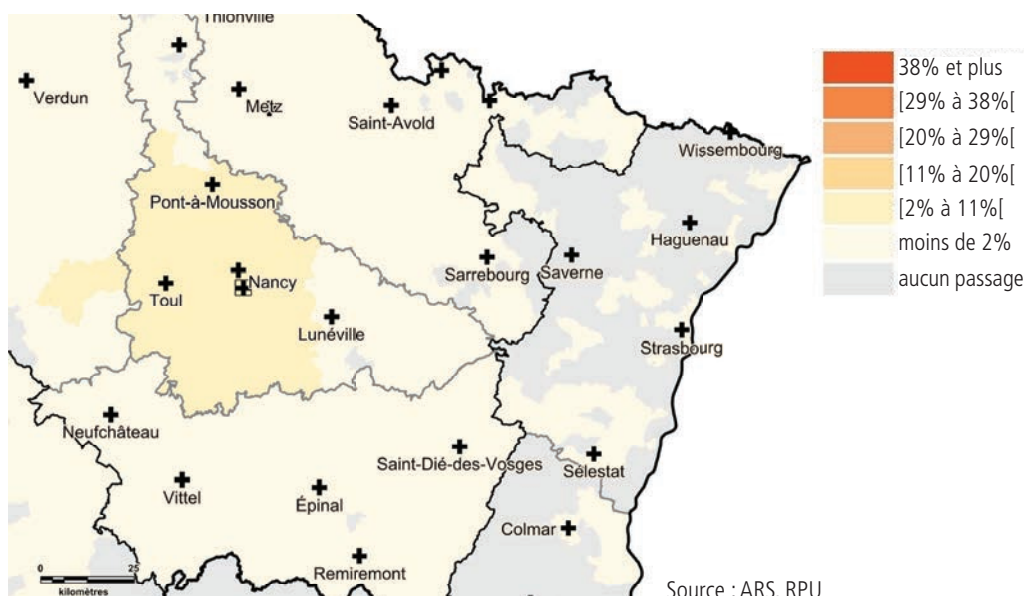 Thionville
Verdun
Metz
Saint-Avold
Wissembourg
Pont-à-Mousson
Haguenau
Nancy
Toul
Sarrebourg
Saverne
Lunéville
Strasbourg
Neufchâteau
Saint-Dié-des-Vosges
Sélestat
Vittel
Épinal
Colmar
Remiremont
0 25
kilomètres
38% et plus
[29% à 38%[
[20% à 29%[
[11% à 20%[
[2% à 11%[
moins de 2%
aucun passage
Source : ARS, RPU